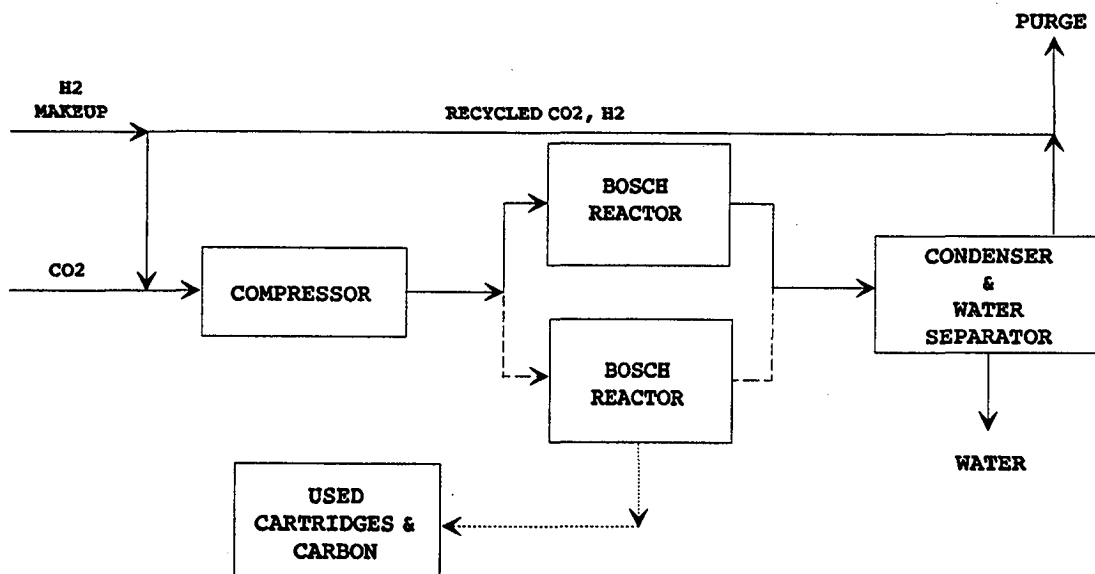 PURGE
H2
MAKEUP
RECYCLED CO2, H2
BOSCH
REACTOR
CO2
COMPRESSOR
CONDENSER
&
WATER
SEPARATOR
BOSCH
REACTOR
WATER
USED
CARTRIDGES &
CARBON